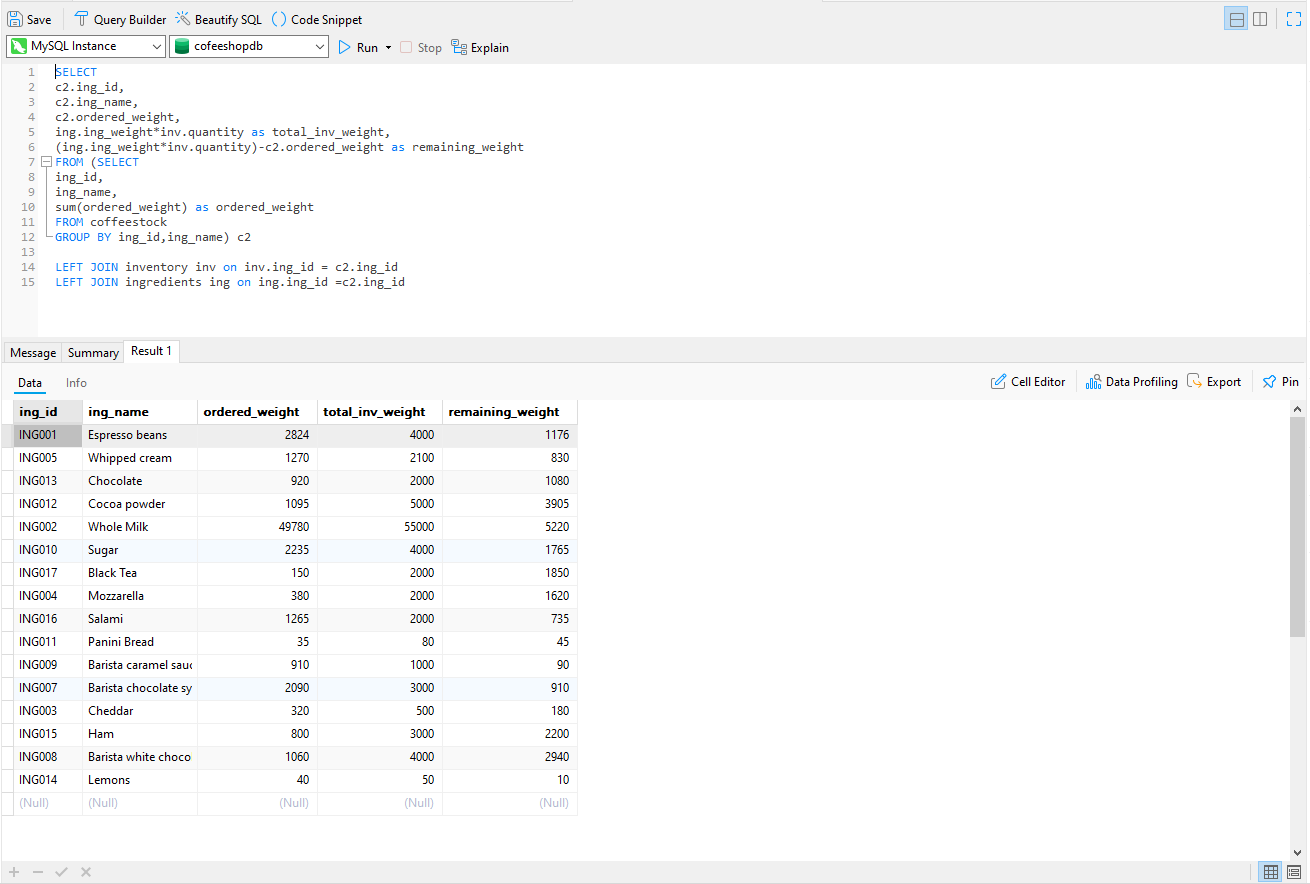 Save Query Builder Beautify SQL () Code Snippet
MySQL Instance cofeeshopdb Run Stop Explain
1 SELECT
2 c2.ing_id,
3 c2.ing_name,
4 c2.ordered_weight,
5 ing.ing_weight*inv.quantity as total_inv_weight,
6 (ing.ing_weight*inv.quantity)-c2.ordered_weight as remaining_weight
7 FROM (SELECT
8 ing_id,
9 ing_name,
10 sum(ordered_weight) as ordered_weight
11 FROM coffeestock
12 GROUP BY ing_id,ing_name) c2
13
14 LEFT JOIN inventory inv on inv.ing_id = c2.ing_id
15 LEFT JOIN ingredients ing on ing.ing_id =c2.ing_id
Message Summary Result 1
Data Info Cell Editor Data Profiling Export Pin
ing_id ing_name ordered_weight total_inv_weight remaining_weight
ING001 Espresso beans 2824 4000 1176
ING005 Whipped cream 1270 2100 830
ING013 Chocolate 920 2000 1080
ING012 Cocoa powder 1095 5000 3905
ING002 Whole Milk 49780 55000 5220
ING010 Sugar 2235 4000 1765
ING017 Black Tea 150 2000 1850
ING004 Mozzarella 380 2000 1620
ING016 Salami 1265 2000 735
ING011 Panini Bread 35 80 45
ING009 Barista caramel sauc 910 1000 90
ING007 Barista chocolate sy 2090 3000 910
ING003 Cheddar 320 500 180
ING015 Ham 800 3000 2200
ING008 Barista white choco 1060 4000 2940
ING014 Lemons 40 50 10
(Null) (Null) (Null) (Null) (Null)